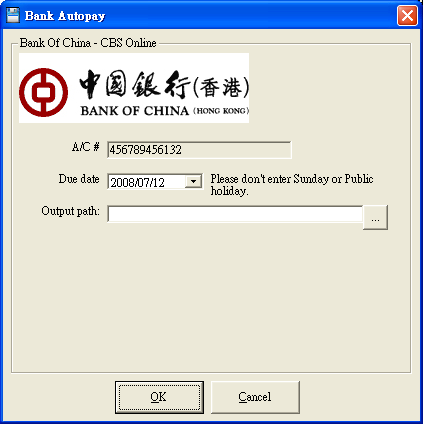 Bank Autopay
Bank Of China - CBS Online
中國銀行(香港)
BANK OF CHINA (HONG KONG)
A/C # 456789456132
Due date 2008/07/12 Please don't enter Sunday or Public
holiday.
Output path: ...
OK Cancel